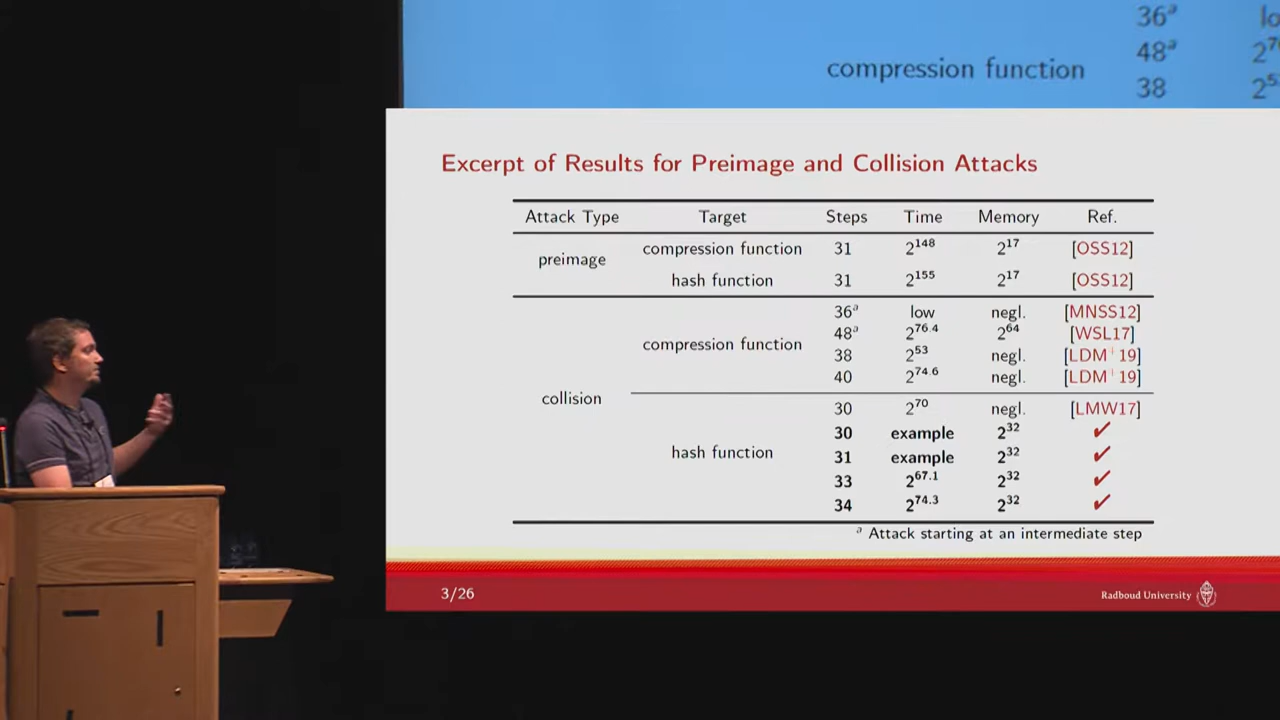 36ᵃ
48ᵃ
compression function
38
Excerpt of Results for Preimage and Collision Attacks
Attack Type Target Steps Time Memory Ref.
preimage
compression function 31 2¹⁴⁸ 2¹⁷ [OSS12]
hash function 31 2¹⁵⁵ 2¹⁷ [OSS12]
collision
compression function
36ᵃ low negl. [MNSS12]
48ᵃ 2⁷⁶·⁴ 2⁶⁴ [WSL17]
38 2⁵³ negl. [LDM⁺19]
40 2⁷⁴·⁶ negl. [LDM⁺19]
hash function
30 2⁷⁰ negl. [LMW17]
30 example 2³² ✓
31 example 2³² ✓
33 2⁶⁷·¹ 2³² ✓
34 2⁷⁴·³ 2³² ✓
ᵃ Attack starting at an intermediate step
3/26
Radboud University